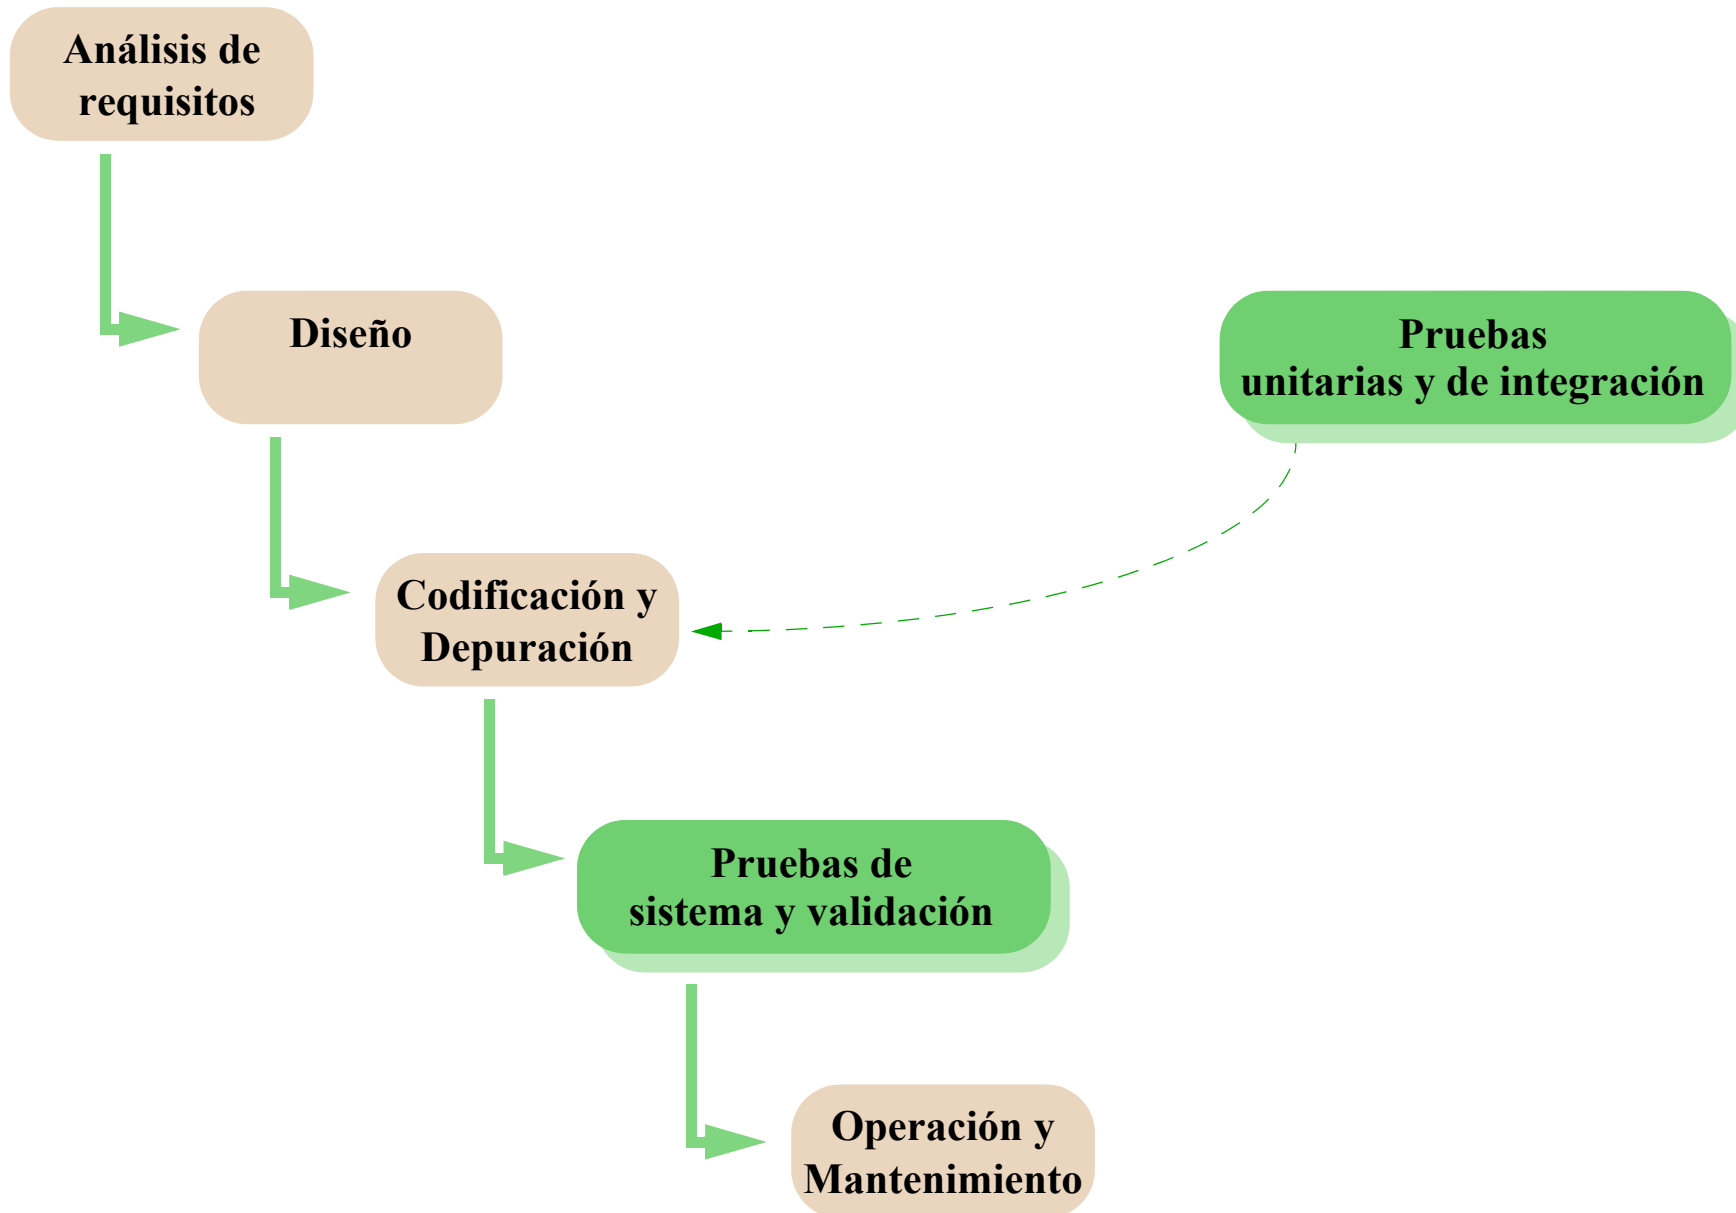 Análisis de
requisitos
Diseño
Pruebas
unitarias y de integración
Codificación y
Depuración
Pruebas de
sistema y validación
Operación y
Mantenimiento